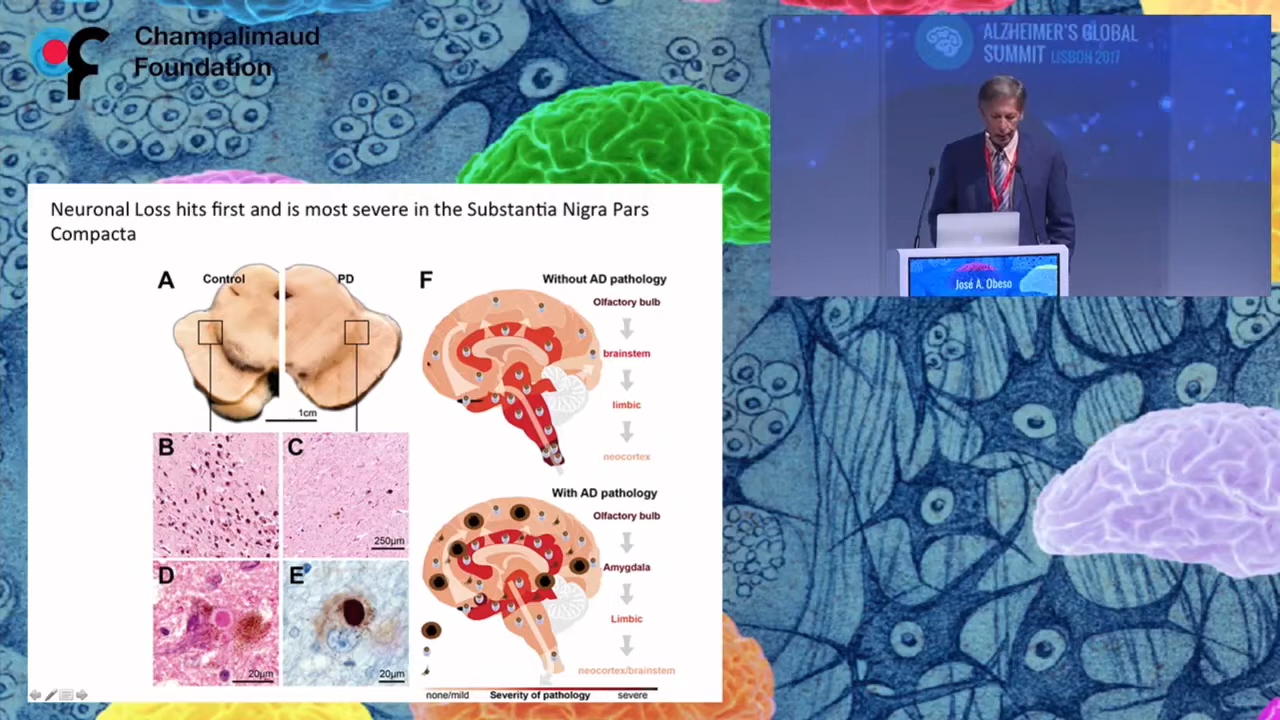 Champalimaud
Foundation
ALZHEIMER'S GLOBAL
SUMMIT LISBON 2017
José A. Obeso
Neuronal Loss hits first and is most severe in the Substantia Nigra Pars
Compacta
A
Control
PD
1cm
B
C
250µm
D
20µm
E
20µm
F
Without AD pathology
Olfactory bulb
brainstem
limbic
neocortex
With AD pathology
Olfactory bulb
Amygdala
Limbic
neocortex/brainstem
none/mild
Severity of pathology
severe